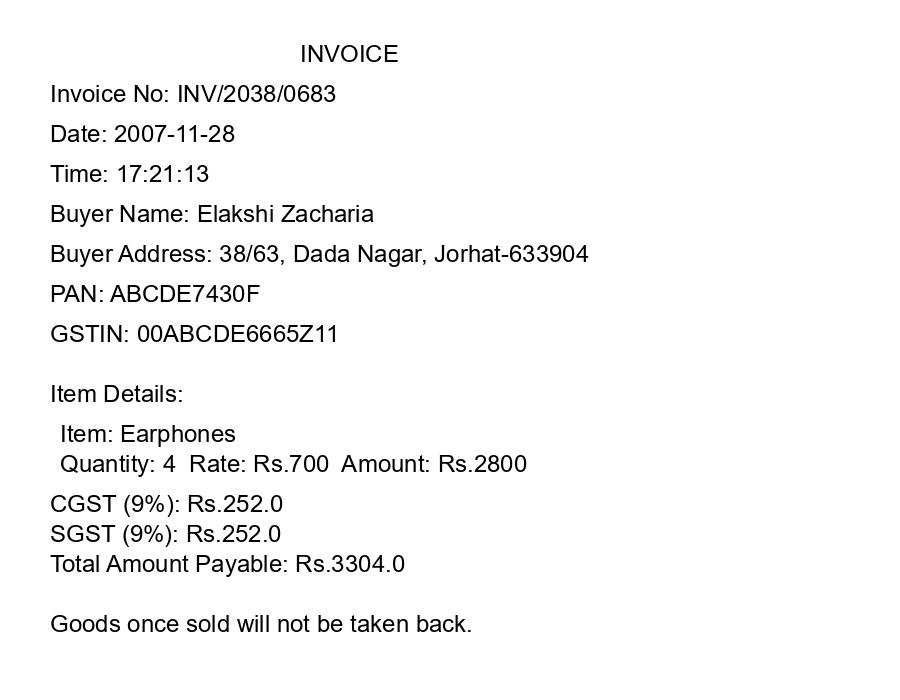 INVOICE
Invoice No: INV/2038/0683
Date: 2007-11-28
Time: 17:21:13
Buyer Name: Elakshi Zacharia
Buyer Address: 38/63, Dada Nagar, Jorhat-633904
PAN: ABCDE7430F
GSTIN: 00ABCDE6665Z11
Item Details:
Item: Earphones
Quantity: 4  Rate: Rs.700  Amount: Rs.2800
CGST (9%): Rs.252.0
SGST (9%): Rs.252.0
Total Amount Payable: Rs.3304.0
Goods once sold will not be taken back.